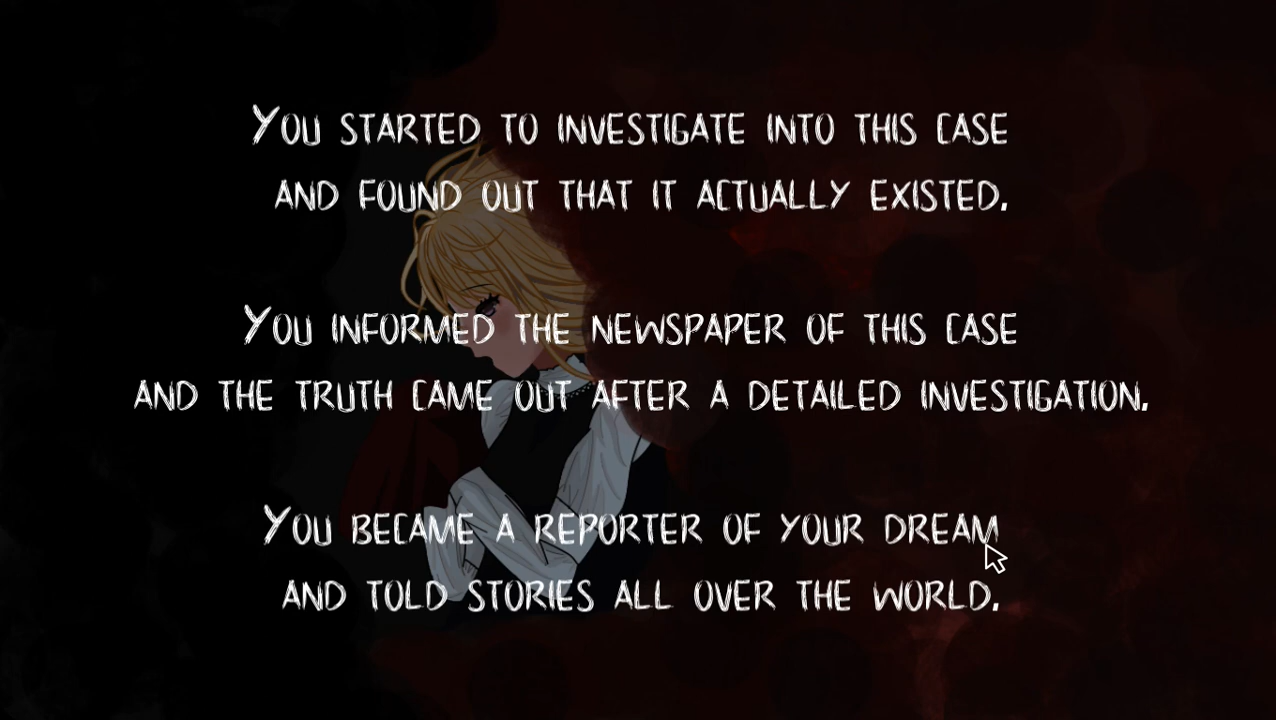 You started to investigate into this case
and found out that it actually existed.
You informed the newspaper of this case
and the truth came out after a detailed investigation.
You became a reporter of your dream
and told stories all over the world.